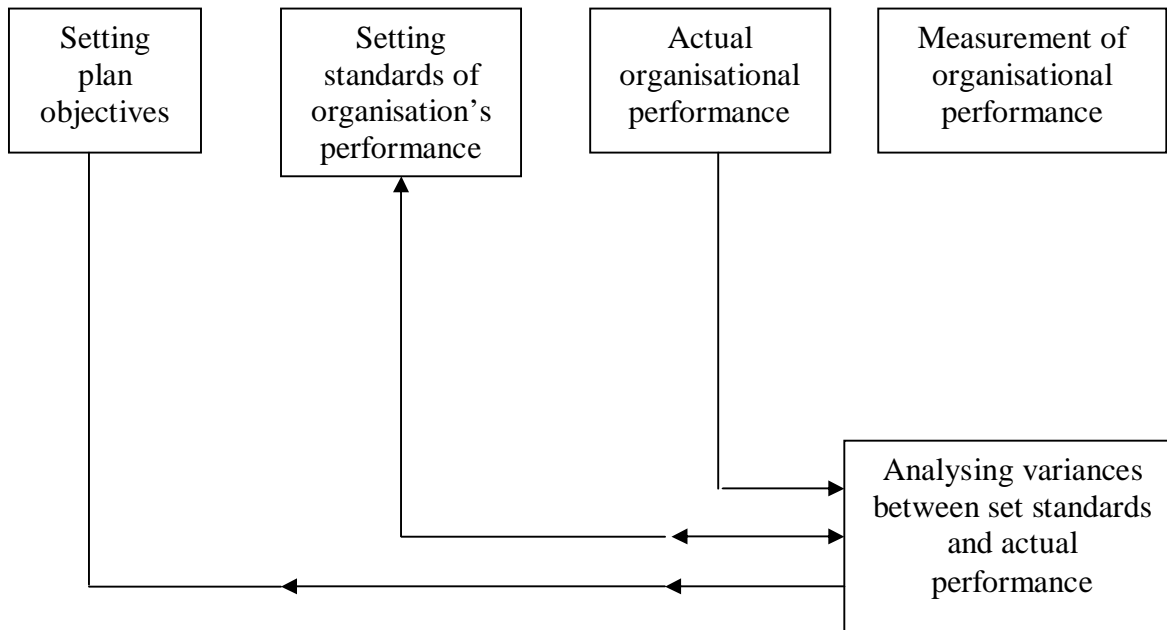 Setting
plan
objectives
Setting
standards of
organisation’s
performance
Actual
organisational
performance
Measurement of
organisational
performance
Analysing variances
between set standards
and actual
performance